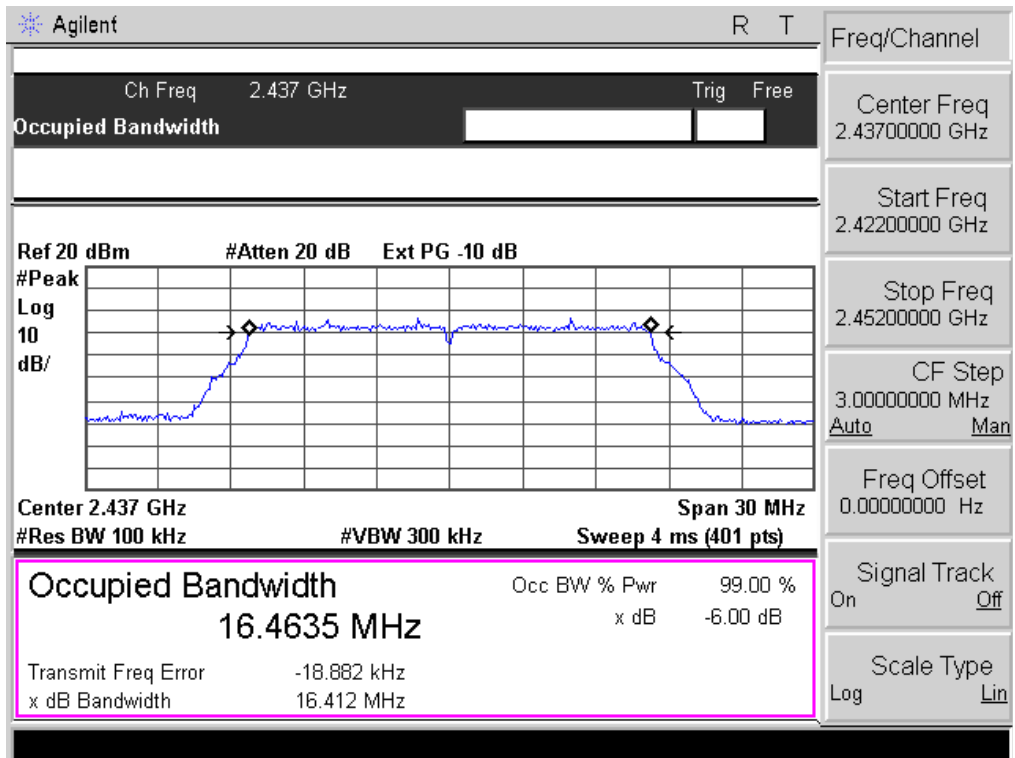 Agilent R T
Ch Freq 2.437 GHz Trig Free
Occupied Bandwidth
Ref 20 dBm #Atten 20 dB Ext PG -10 dB
#Peak
Log
10
dB/
Center 2.437 GHz Span 30 MHz
#Res BW 100 kHz #VBW 300 kHz Sweep 4 ms (401 pts)
Occupied Bandwidth
16.4635 MHz
Occ BW % Pwr 99.00 %
x dB -6.00 dB
Transmit Freq Error -18.882 kHz
x dB Bandwidth 16.412 MHz
Freq/Channel
Center Freq
2.43700000 GHz
Start Freq
2.42200000 GHz
Stop Freq
2.45200000 GHz
CF Step
3.00000000 MHz
Auto Man
Freq Offset
0.00000000 Hz
Signal Track
On Off
Scale Type
Log Lin